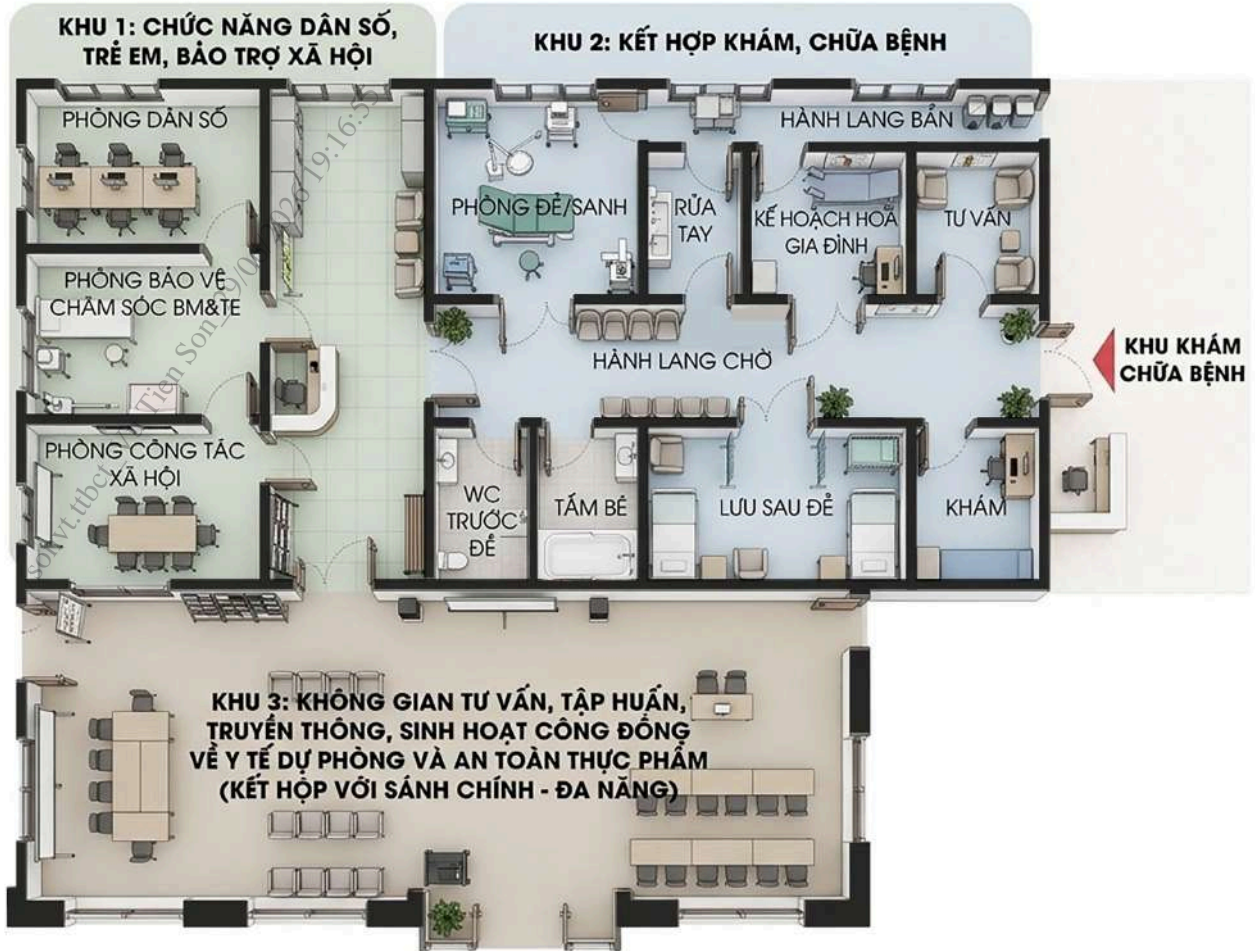 KHU 1: CHỨC NĂNG DÂN SỐ,
TRẺ EM, BẢO TRỢ XÃ HỘI
KHU 2: KẾT HỢP KHÁM, CHỮA BỆNH
PHÒNG DÂN SỐ
HÀNH LANG BẨN
PHÒNG ĐẺ/SANH
RỬA
TAY
KẾ HOẠCH HOÁ
GIA ĐÌNH
TƯ VẤN
PHÒNG BẢO VỆ
CHĂM SÓC BM&TE
HÀNH LANG CHỜ
KHU KHÁM
CHỮA BỆNH
PHÒNG CÔNG TÁC
XÃ HỘI
WC
TRƯỚC
ĐẺ
TẮM BÉ
LƯU SAU ĐẺ
KHÁM
KHU 3: KHÔNG GIAN TƯ VẤN, TẬP HUẤN,
TRUYỀN THÔNG, SINH HOẠT CÔNG ĐỒNG
VỀ Y TẾ DỰ PHÒNG VÀ AN TOÀN THỰC PHẨM
(KẾT HỢP VỚI SẢNH CHÍNH - ĐA NĂNG)